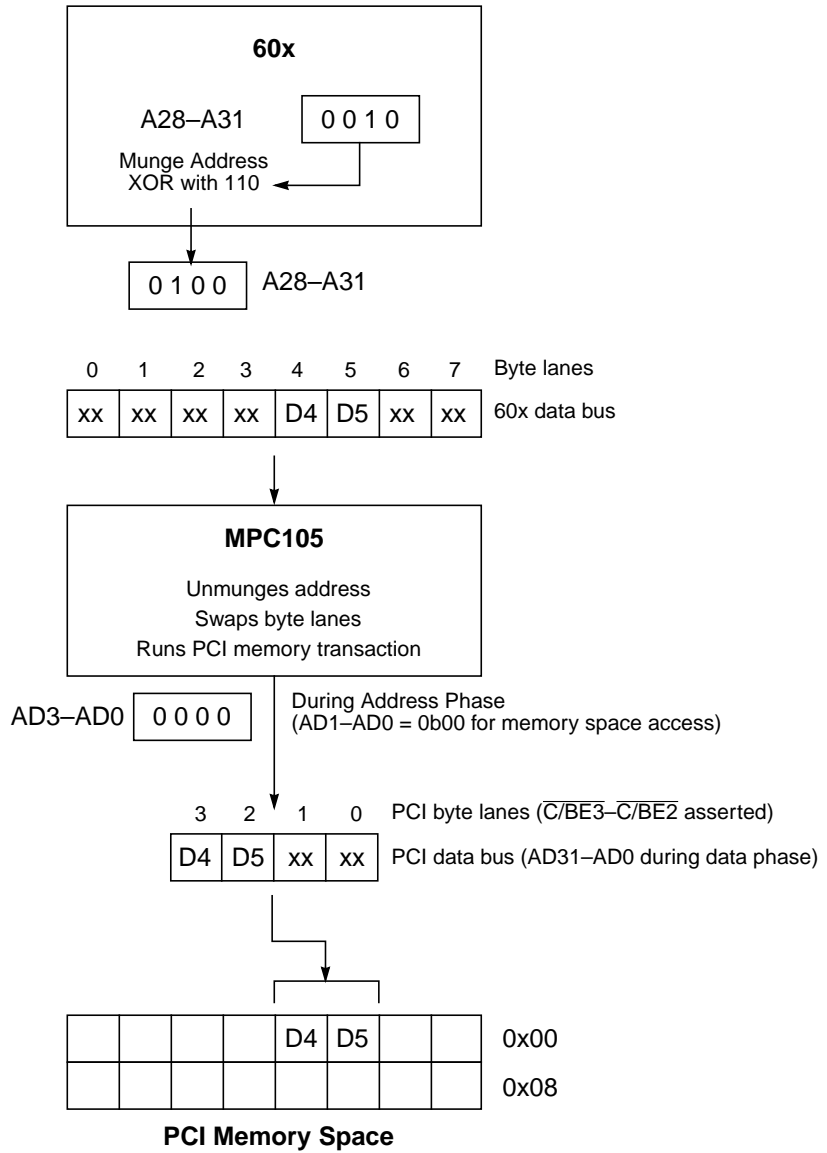 60x
A28–A31 0 0 1 0
Munge Address
XOR with 110
0 1 0 0 A28–A31
0 1 2 3 4 5 6 7 Byte lanes
xx xx xx xx D4 D5 xx xx 60x data bus
MPC105
Unmunges address
Swaps byte lanes
Runs PCI memory transaction
AD3–AD0 0 0 0 0
During Address Phase
(AD1–AD0 = 0b00 for memory space access)
3 2 1 0 PCI byte lanes (C/BE3–C/BE2 asserted)
D4 D5 xx xx PCI data bus (AD31–AD0 during data phase)
D4 D5 0x00
0x08
PCI Memory Space